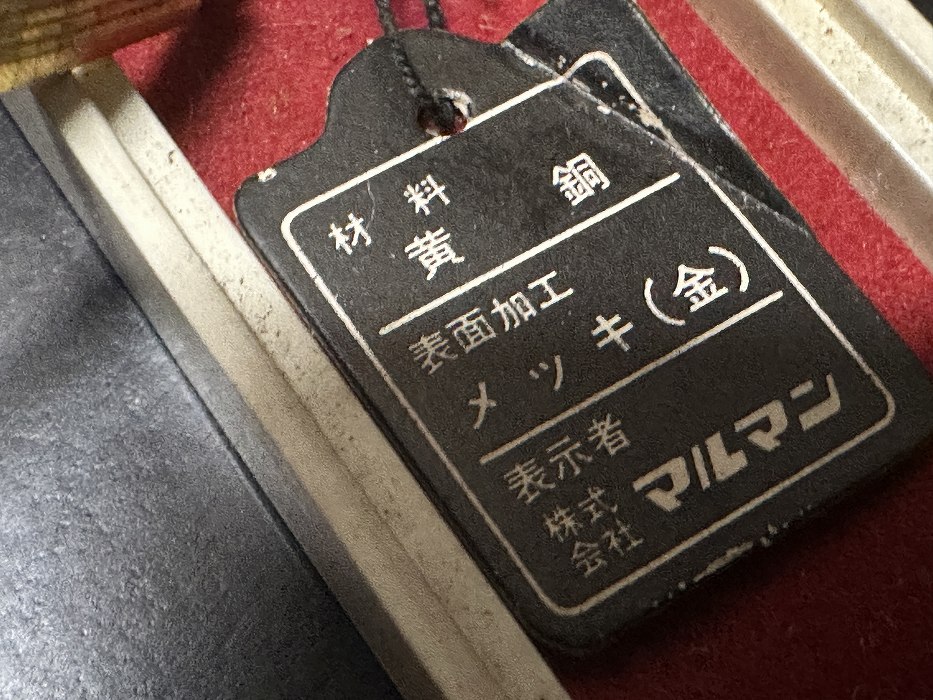 材料
黄銅
表面加工
メッキ(金)
表示者
株式会社 マルマン